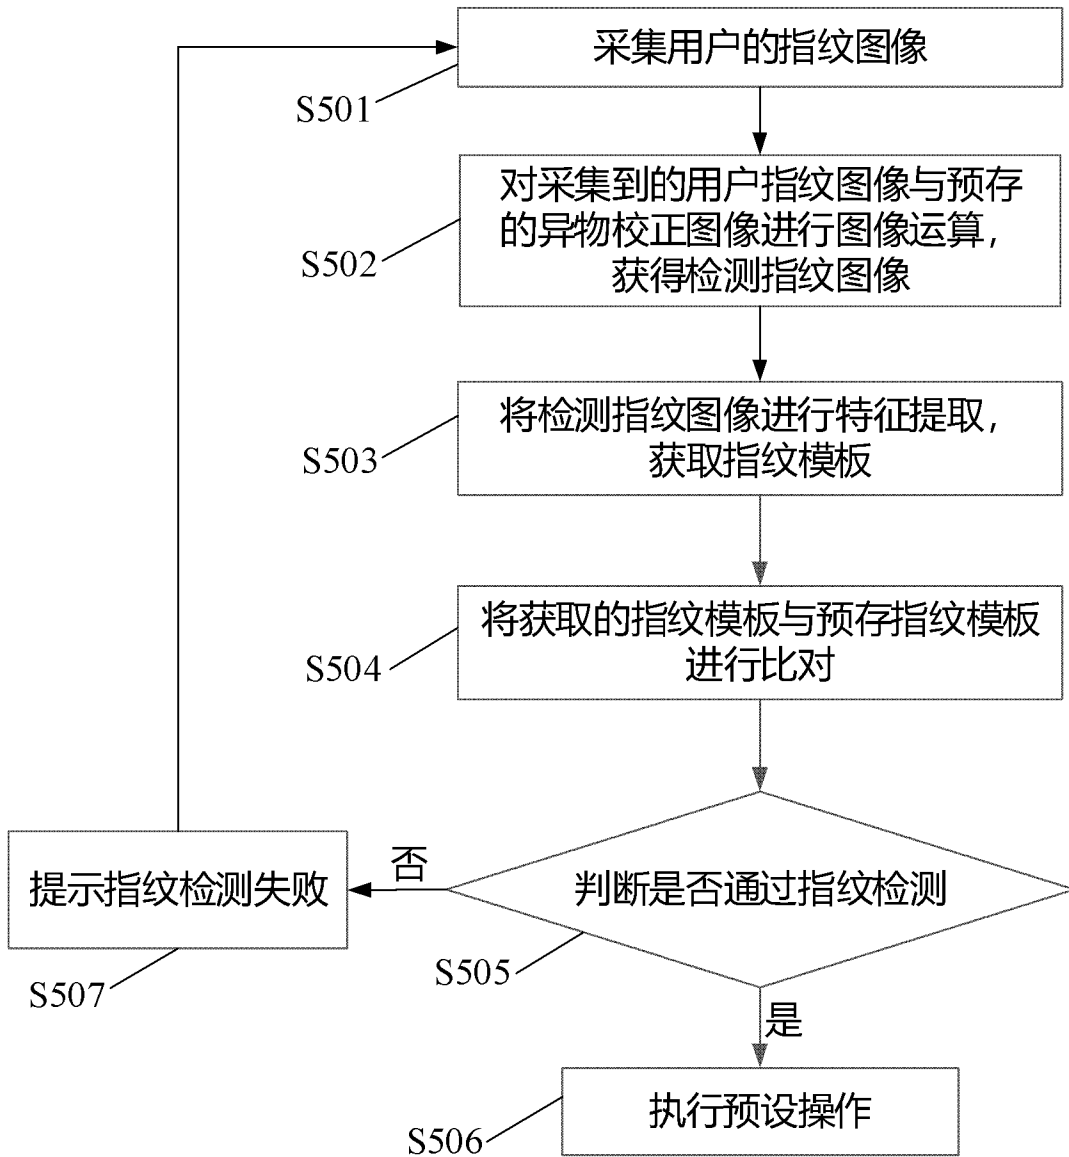 采集用户的指纹图像
S501
对采集到的用户指纹图像与预存
的异物校正图像进行图像运算，
获得检测指纹图像
S502
将检测指纹图像进行特征提取，
获取指纹模板
S503
将获取的指纹模板与预存指纹模板
进行比对
S504
判断是否通过指纹检测
S505
否
提示指纹检测失败
S507
是
执行预设操作
S506